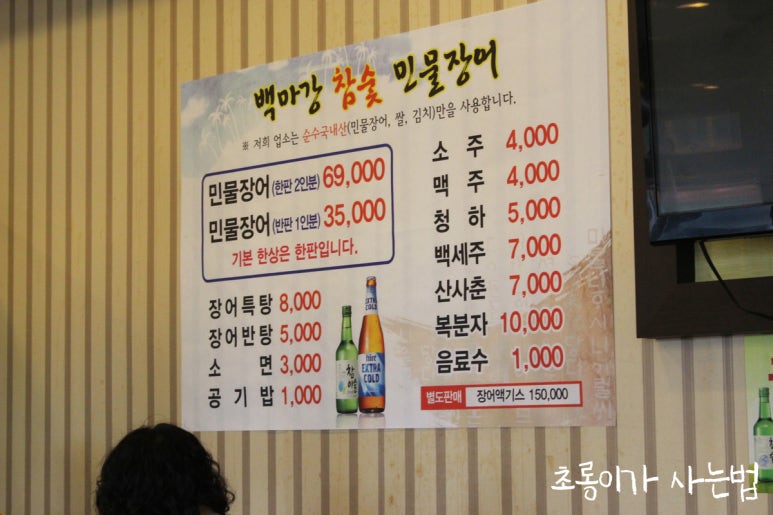 백마강 참숯 민물장어
※ 저희 업소는 순수국내산(민물장어, 쌀, 김치)만을 사용합니다.
민물장어(한판 2인분) 69,000
민물장어(반판 1인분) 35,000
기본 한상은 한판입니다.
장어특탕 8,000
장어반탕 5,000
소 면 3,000
공 기 밥 1,000
소 주 4,000
맥 주 4,000
청 하 5,000
백세주 7,000
산사춘 7,000
복분자 10,000
음료수 1,000
별도판매 장어액기스 150,000
EXTRA COLD
hite
EXTRA COLD
초롱이가 사는법